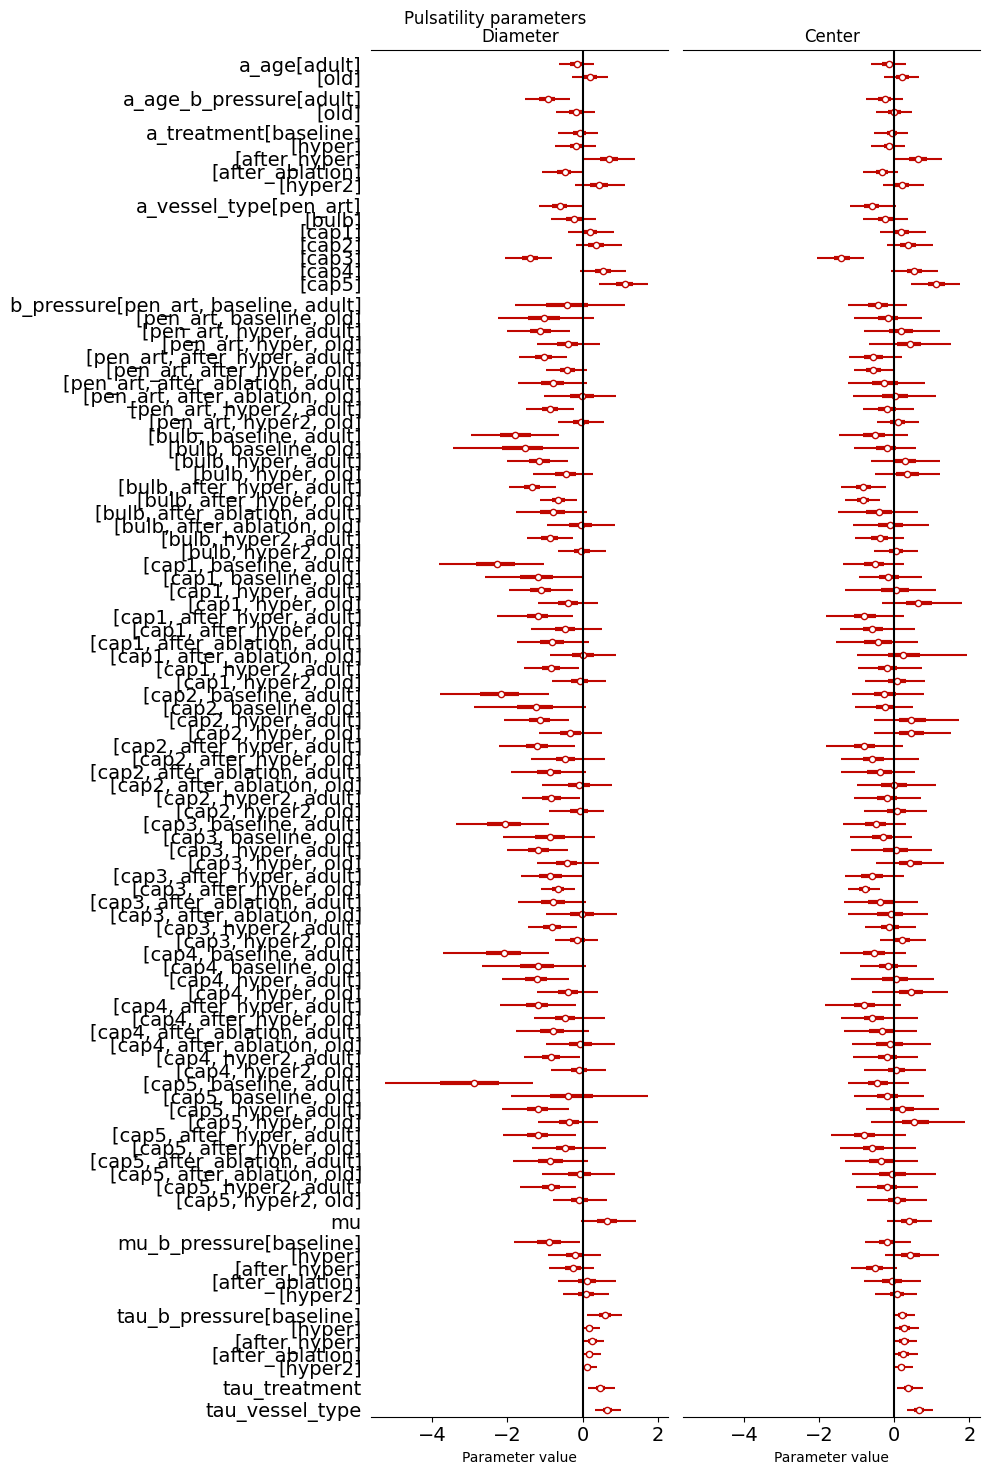 Pulsatility parameters
Diameter
Center
a_age[adult]
[old]
a_age_b_pressure[adult]
[old]
a_treatment[baseline]
[hyper]
[after_hyper]
[after_ablation]
[hyper2]
a_vessel_type[pen_art]
[bulb]
[cap1]
[cap2]
[cap3]
[cap4]
[cap5]
b_pressure[pen_art, baseline, adult]
[pen_art, baseline, old]
[pen_art, hyper, adult]
[pen_art, hyper, old]
[pen_art, after_hyper, adult]
[pen_art, after_hyper, old]
[pen_art, after_ablation, adult]
[pen_art, after_ablation, old]
[pen_art, hyper2, adult]
[pen_art, hyper2, old]
[bulb, baseline, adult]
[bulb, baseline, old]
[bulb, hyper, adult]
[bulb, hyper, old]
[bulb, after_hyper, adult]
[bulb, after_hyper, old]
[bulb, after_ablation, adult]
[bulb, after_ablation, old]
[bulb, hyper2, adult]
[bulb, hyper2, old]
[cap1, baseline, adult]
[cap1, baseline, old]
[cap1, hyper, adult]
[cap1, hyper, old]
[cap1, after_hyper, adult]
[cap1, after_hyper, old]
[cap1, after_ablation, adult]
[cap1, after_ablation, old]
[cap1, hyper2, adult]
[cap1, hyper2, old]
[cap2, baseline, adult]
[cap2, baseline, old]
[cap2, hyper, adult]
[cap2, hyper, old]
[cap2, after_hyper, adult]
[cap2, after_hyper, old]
[cap2, after_ablation, adult]
[cap2, after_ablation, old]
[cap2, hyper2, adult]
[cap2, hyper2, old]
[cap3, baseline, adult]
[cap3, baseline, old]
[cap3, hyper, adult]
[cap3, hyper, old]
[cap3, after_hyper, adult]
[cap3, after_hyper, old]
[cap3, after_ablation, adult]
[cap3, after_ablation, old]
[cap3, hyper2, adult]
[cap3, hyper2, old]
[cap4, baseline, adult]
[cap4, baseline, old]
[cap4, hyper, adult]
[cap4, hyper, old]
[cap4, after_hyper, adult]
[cap4, after_hyper, old]
[cap4, after_ablation, adult]
[cap4, after_ablation, old]
[cap4, hyper2, adult]
[cap4, hyper2, old]
[cap5, baseline, adult]
[cap5, baseline, old]
[cap5, hyper, adult]
[cap5, hyper, old]
[cap5, after_hyper, adult]
[cap5, after_hyper, old]
[cap5, after_ablation, adult]
[cap5, after_ablation, old]
[cap5, hyper2, adult]
[cap5, hyper2, old]
mu
mu_b_pressure[baseline]
[hyper]
[after_hyper]
[after_ablation]
[hyper2]
tau_b_pressure[baseline]
[hyper]
[after_hyper]
[after_ablation]
[hyper2]
tau_treatment
tau_vessel_type
−4 −2 0 2
−4 −2 0 2
Parameter value
Parameter value